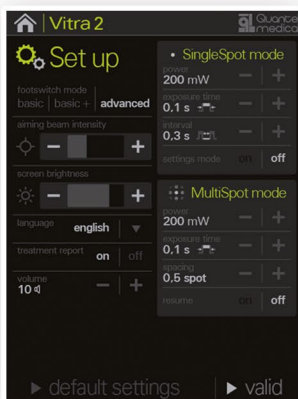 Vitra 2
Quante
medica
Set up
footswitch mode
basic | basic + | advanced
aiming beam intensity
− +
screen brightness
− +
language english
treatment report on off
volume
10 − +
• SingleSpot mode
power
200 mW − +
exposure time
0,1 s − +
interval
0,3 s − +
settings mode on off
MultiSpot mode
power
200 mW − +
exposure time
0,1 s − +
spacing
0,5 spot − +
resume on off
default settings
valid